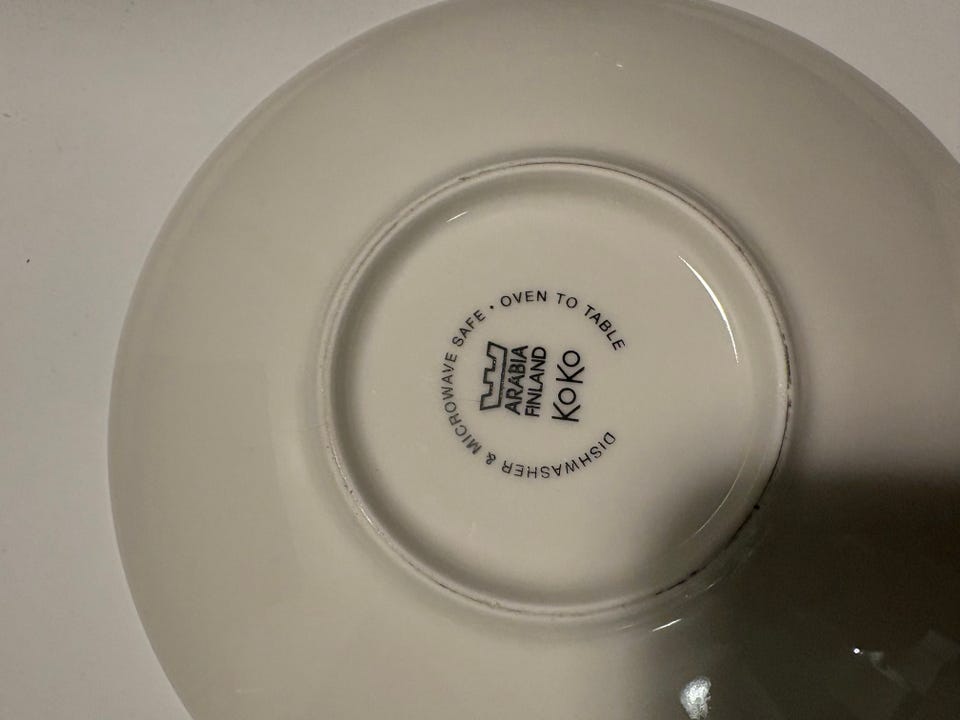 DISHWASHER & MICROWAVE SAFE · OVEN TO TABLE
ARABIA
FINLAND
KoKo